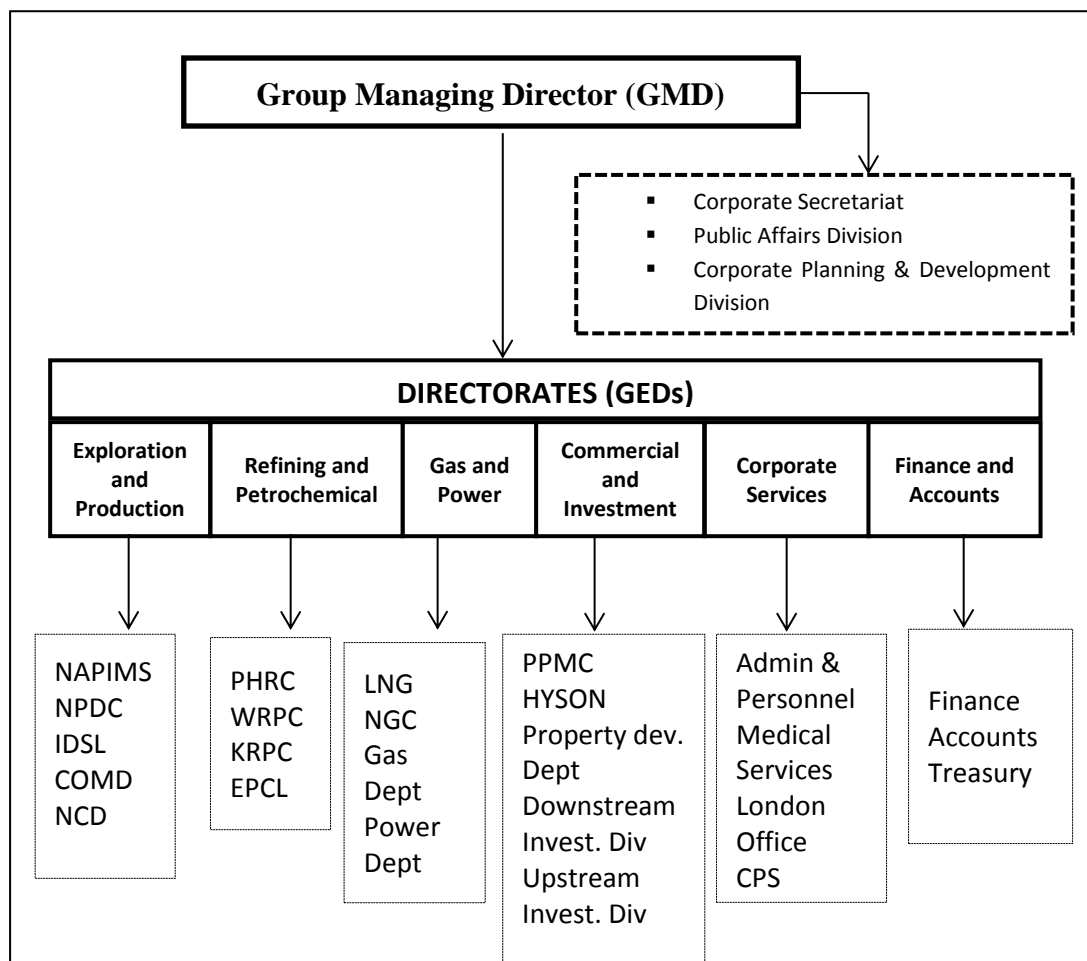 Group Managing Director (GMD)
▪ Corporate Secretariat
▪ Public Affairs Division
▪ Corporate Planning & Development
Division
DIRECTORATES (GEDs)
Exploration
and
Production
Refining and
Petrochemical
Gas and
Power
Commercial
and
Investment
Corporate
Services
Finance and
Accounts
NAPIMS
NPDC
IDSL
COMD
NCD
PHRC
WRPC
KRPC
EPCL
LNG
NGC
Gas
Dept
Power
Dept
PPMC
HYSON
Property dev.
Dept
Downstream
Invest. Div
Upstream
Invest. Div
Admin &
Personnel
Medical
Services
London
Office
CPS
Finance
Accounts
Treasury